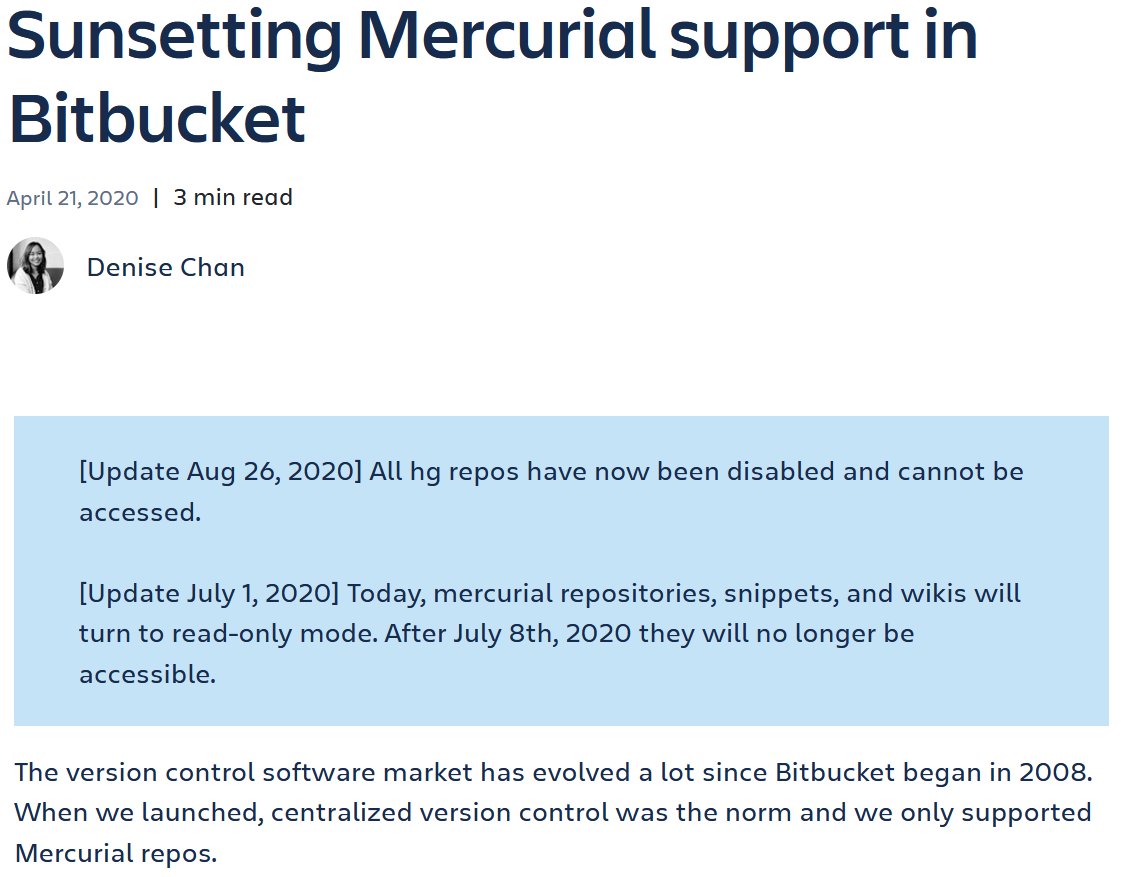 Sunsetting Mercurial support in
Bitbucket
April 21, 2020 | 3 min read
Denise Chan
[Update Aug 26, 2020] All hg repos have now been disabled and cannot be
accessed.
[Update July 1, 2020] Today, mercurial repositories, snippets, and wikis will
turn to read-only mode. After July 8th, 2020 they will no longer be
accessible.
The version control software market has evolved a lot since Bitbucket began in 2008.
When we launched, centralized version control was the norm and we only supported
Mercurial repos.